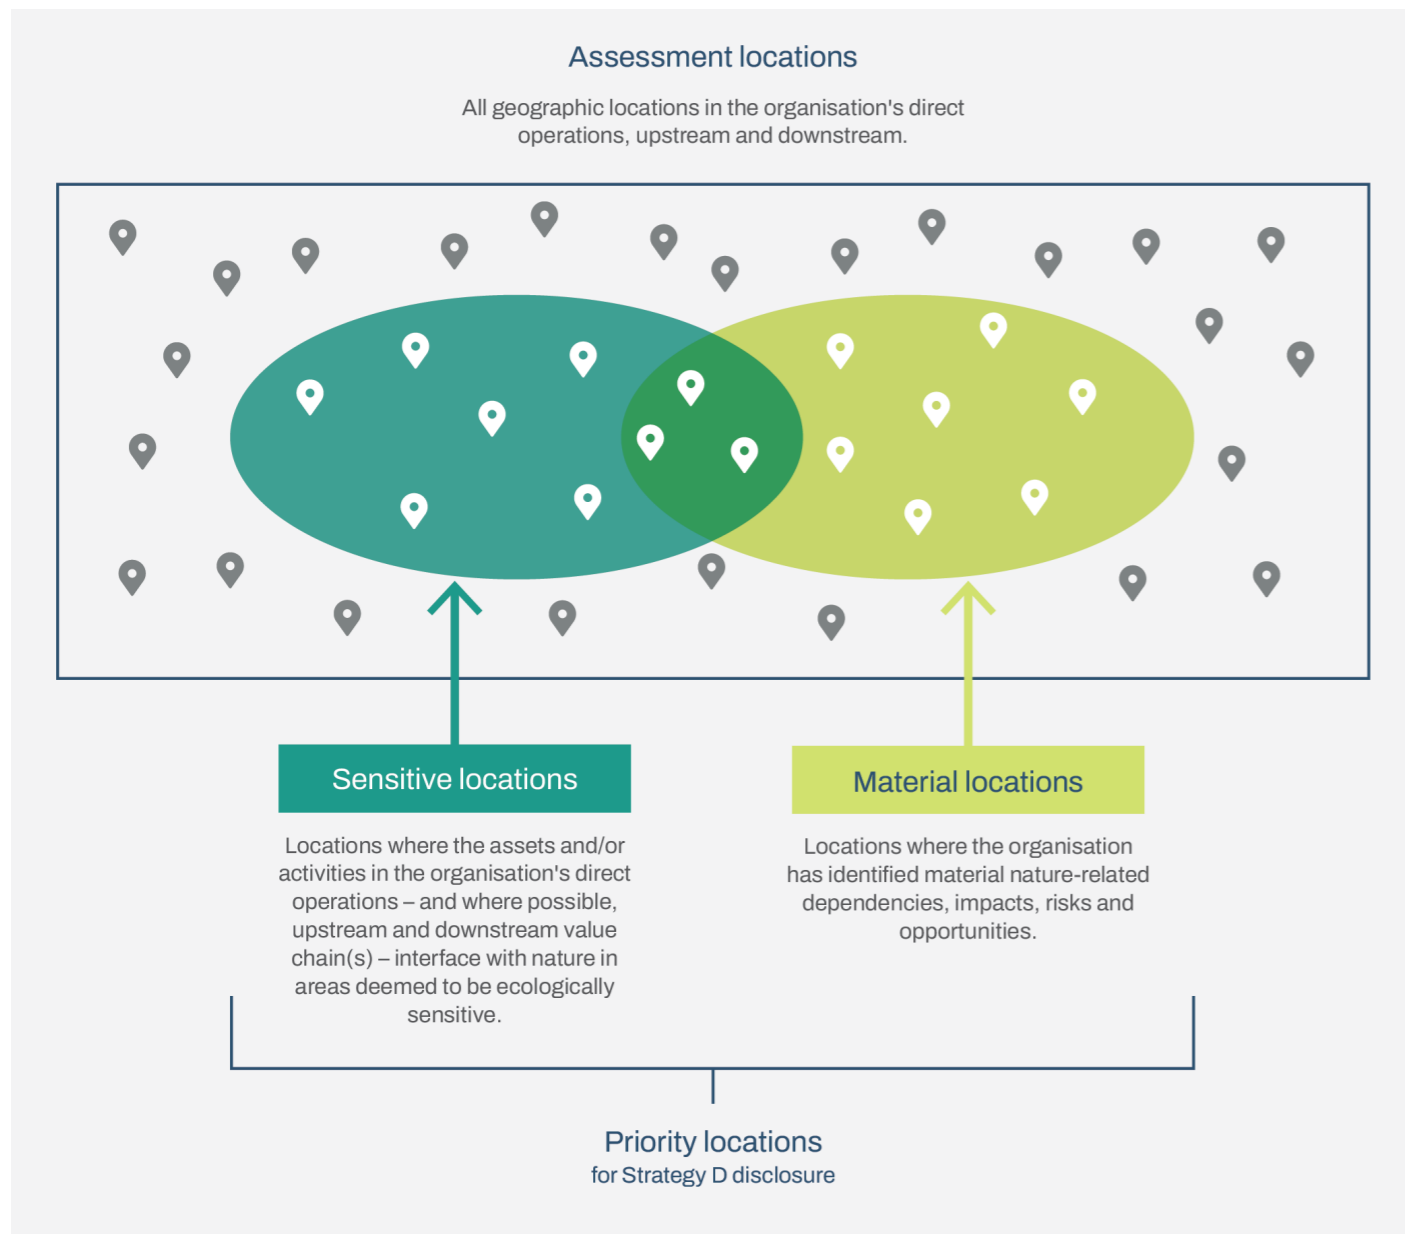 Assessment locations
All geographic locations in the organisation's direct
operations, upstream and downstream.
Sensitive locations
Locations where the assets and/or
activities in the organisation's direct
operations – and where possible,
upstream and downstream value
chain(s) – interface with nature in
areas deemed to be ecologically
sensitive.
Material locations
Locations where the organisation
has identified material nature-related
dependencies, impacts, risks and
opportunities.
Priority locations
for Strategy D disclosure